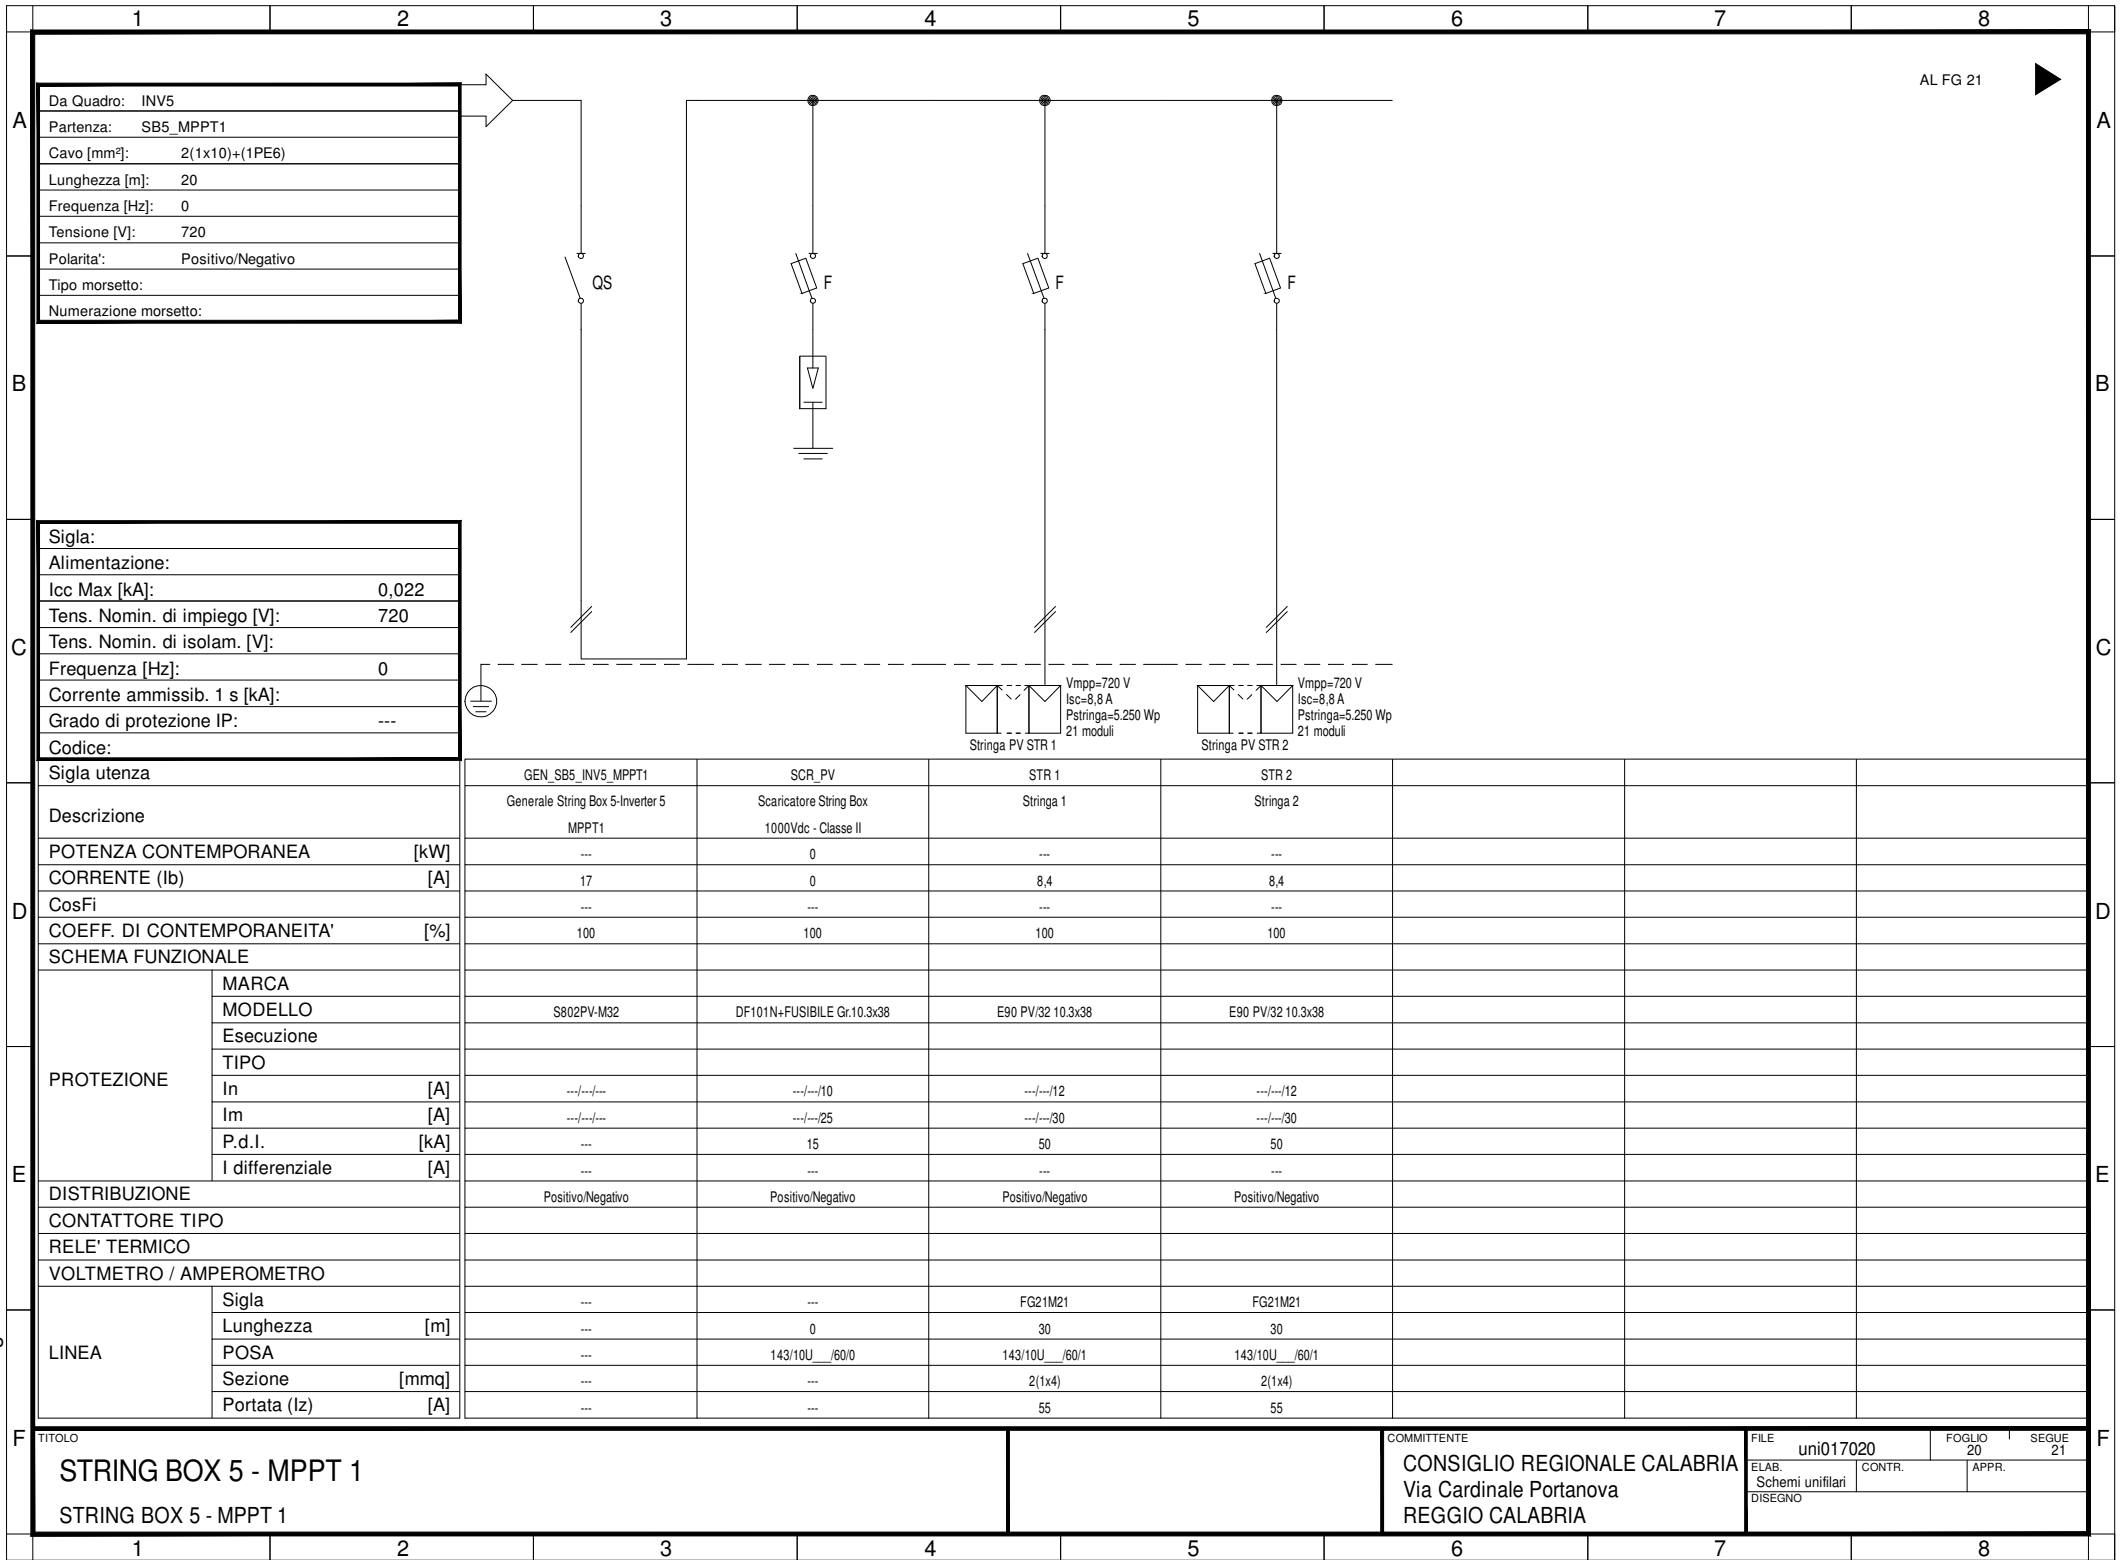 1 2 3 4 5 6 7 8
AL FG 21
A A
Da Quadro: INV5
Partenza: SB5_MPPT1
Cavo [mm²]: 2(1x10)+(1PE6)
Lunghezza [m]: 20
Frequenza [Hz]: 0
Tensione [V]: 720
Polarita': Positivo/Negativo
Tipo morsetto:
Numerazione morsetto:
QS F F F
B B
Sigla:
Alimentazione:
Icc Max [kA]: 0,022
Tens. Nomin. di impiego [V]: 720
Tens. Nomin. di isolam. [V]:
Frequenza [Hz]: 0
Corrente ammissib. 1 s [kA]:
Grado di protezione IP: ---
Codice:
C C
Vmpp=720 V
Isc=8,8 A
Pstringa=5.250 Wp
21 moduli
Stringa PV STR 1
Vmpp=720 V
Isc=8,8 A
Pstringa=5.250 Wp
21 moduli
Stringa PV STR 2
Sigla utenza GEN_SB5_INV5_MPPT1 SCR_PV STR 1 STR 2
Descrizione Generale String Box 5-Inverter 5 Scaricatore String Box Stringa 1 Stringa 2
MPPT1 1000Vdc - Classe II
POTENZA CONTEMPORANEA [kW] --- 0 --- ---
CORRENTE (Ib) [A] 17 0 8,4 8,4
D D
CosFi --- --- --- ---
COEFF. DI CONTEMPORANEITA' [%] 100 100 100 100
SCHEMA FUNZIONALE
PROTEZIONE
MARCA
MODELLO S802PV-M32 DF101N+FUSIBILE Gr.10.3x38 E90 PV/32 10.3x38 E90 PV/32 10.3x38
Esecuzione
TIPO
In [A] ---/---/--- ---/---/10 ---/---/12 ---/---/12
Im [A] ---/---/--- ---/---/25 ---/---/30 ---/---/30
P.d.I. [kA] --- 15 50 50
I differenziale [A] --- --- --- ---
E E
DISTRIBUZIONE Positivo/Negativo Positivo/Negativo Positivo/Negativo Positivo/Negativo
CONTATTORE TIPO
RELE' TERMICO
VOLTMETRO / AMPEROMETRO
LINEA
Sigla --- --- FG21M21 FG21M21
Lunghezza [m] --- 0 30 30
POSA --- 143/10U___/60/0 143/10U___/60/1 143/10U___/60/1
Sezione [mmq] --- --- 2(1x4) 2(1x4)
Portata (Iz) [A] --- --- 55 55
F F
TITOLO
STRING BOX 5 - MPPT 1
STRING BOX 5 - MPPT 1
COMMITTENTE
CONSIGLIO REGIONALE CALABRIA
Via Cardinale Portanova
REGGIO CALABRIA
FILE uni017020
FOGLIO 20
SEGUE 21
ELAB. Schemi unifilari
CONTR.
APPR.
DISEGNO
1 2 3 4 5 6 7 8